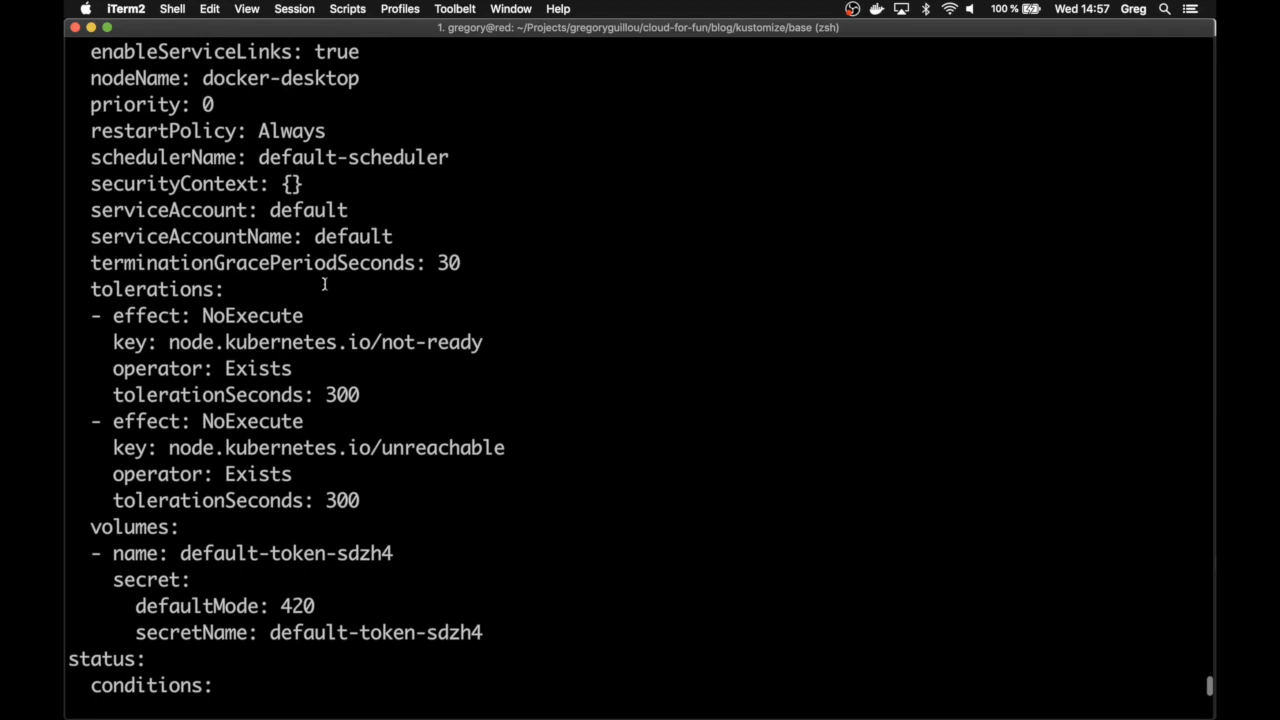 iTerm2 Shell Edit View Session Scripts Profiles Toolbelt Window Help 100 % Wed 14:57 Greg
1. gregory@red: ~/Projects/gregoryguillou/cloud-for-fun/blog/kustomize/base (zsh)
enableServiceLinks: true
nodeName: docker-desktop
priority: 0
restartPolicy: Always
schedulerName: default-scheduler
securityContext: {}
serviceAccount: default
serviceAccountName: default
terminationGracePeriodSeconds: 30
tolerations:
- effect: NoExecute
key: node.kubernetes.io/not-ready
operator: Exists
tolerationSeconds: 300
- effect: NoExecute
key: node.kubernetes.io/unreachable
operator: Exists
tolerationSeconds: 300
volumes:
- name: default-token-sdzh4
secret:
defaultMode: 420
secretName: default-token-sdzh4
status:
conditions: